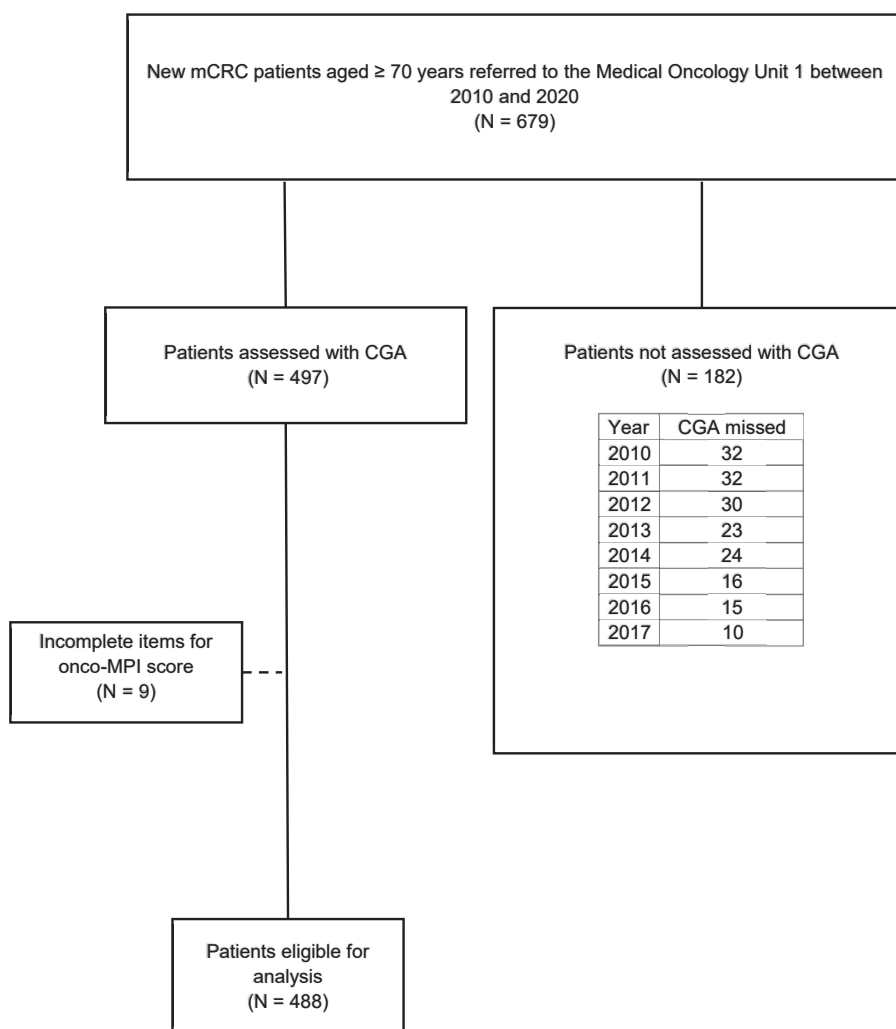 New mCRC patients aged ≥ 70 years referred to the Medical Oncology Unit 1 between
2010 and 2020
(N = 679)
Patients assessed with CGA
(N = 497)
Patients not assessed with CGA
(N = 182)
Year CGA missed
2010 32
2011 32
2012 30
2013 23
2014 24
2015 16
2016 15
2017 10
Incomplete items for
onco-MPI score
(N = 9)
Patients eligible for
analysis
(N = 488)